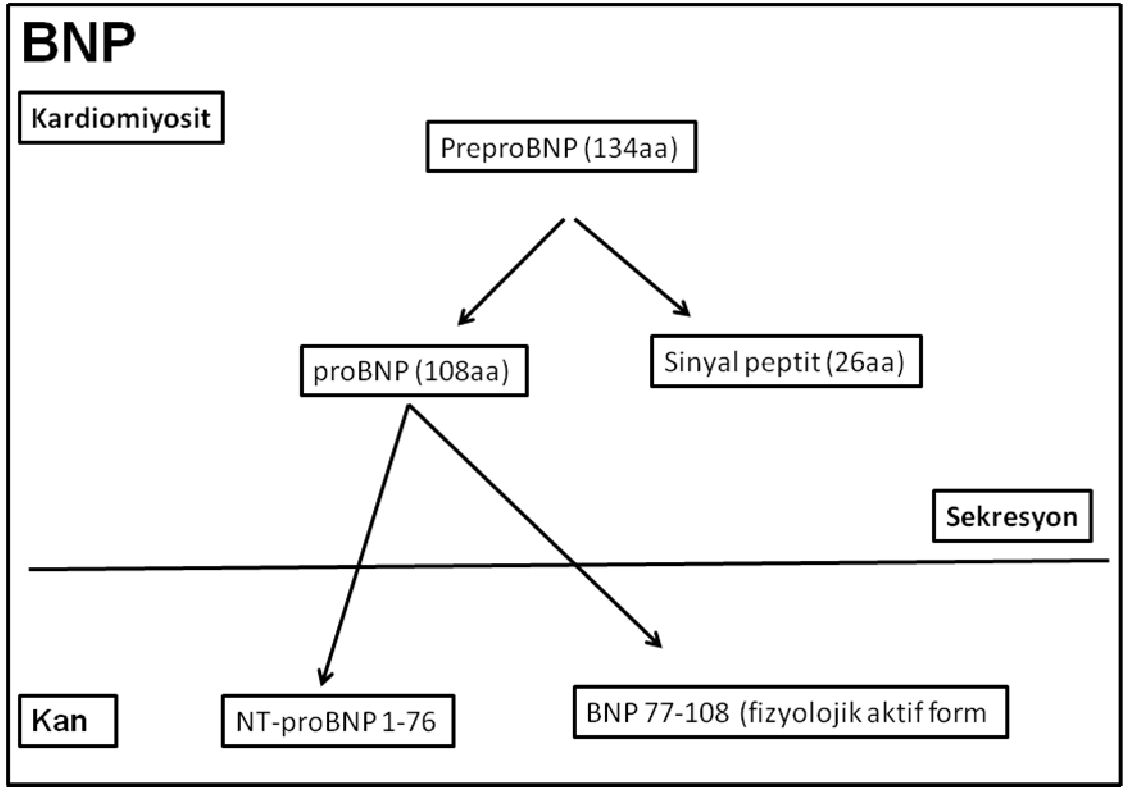 BNP
Kardiomiyosit
PreproBNP (134aa)
proBNP (108aa)
Sinyal peptit (26aa)
Sekresyon
Kan
NT-proBNP 1-76
BNP 77-108 (fizyolojik aktif form